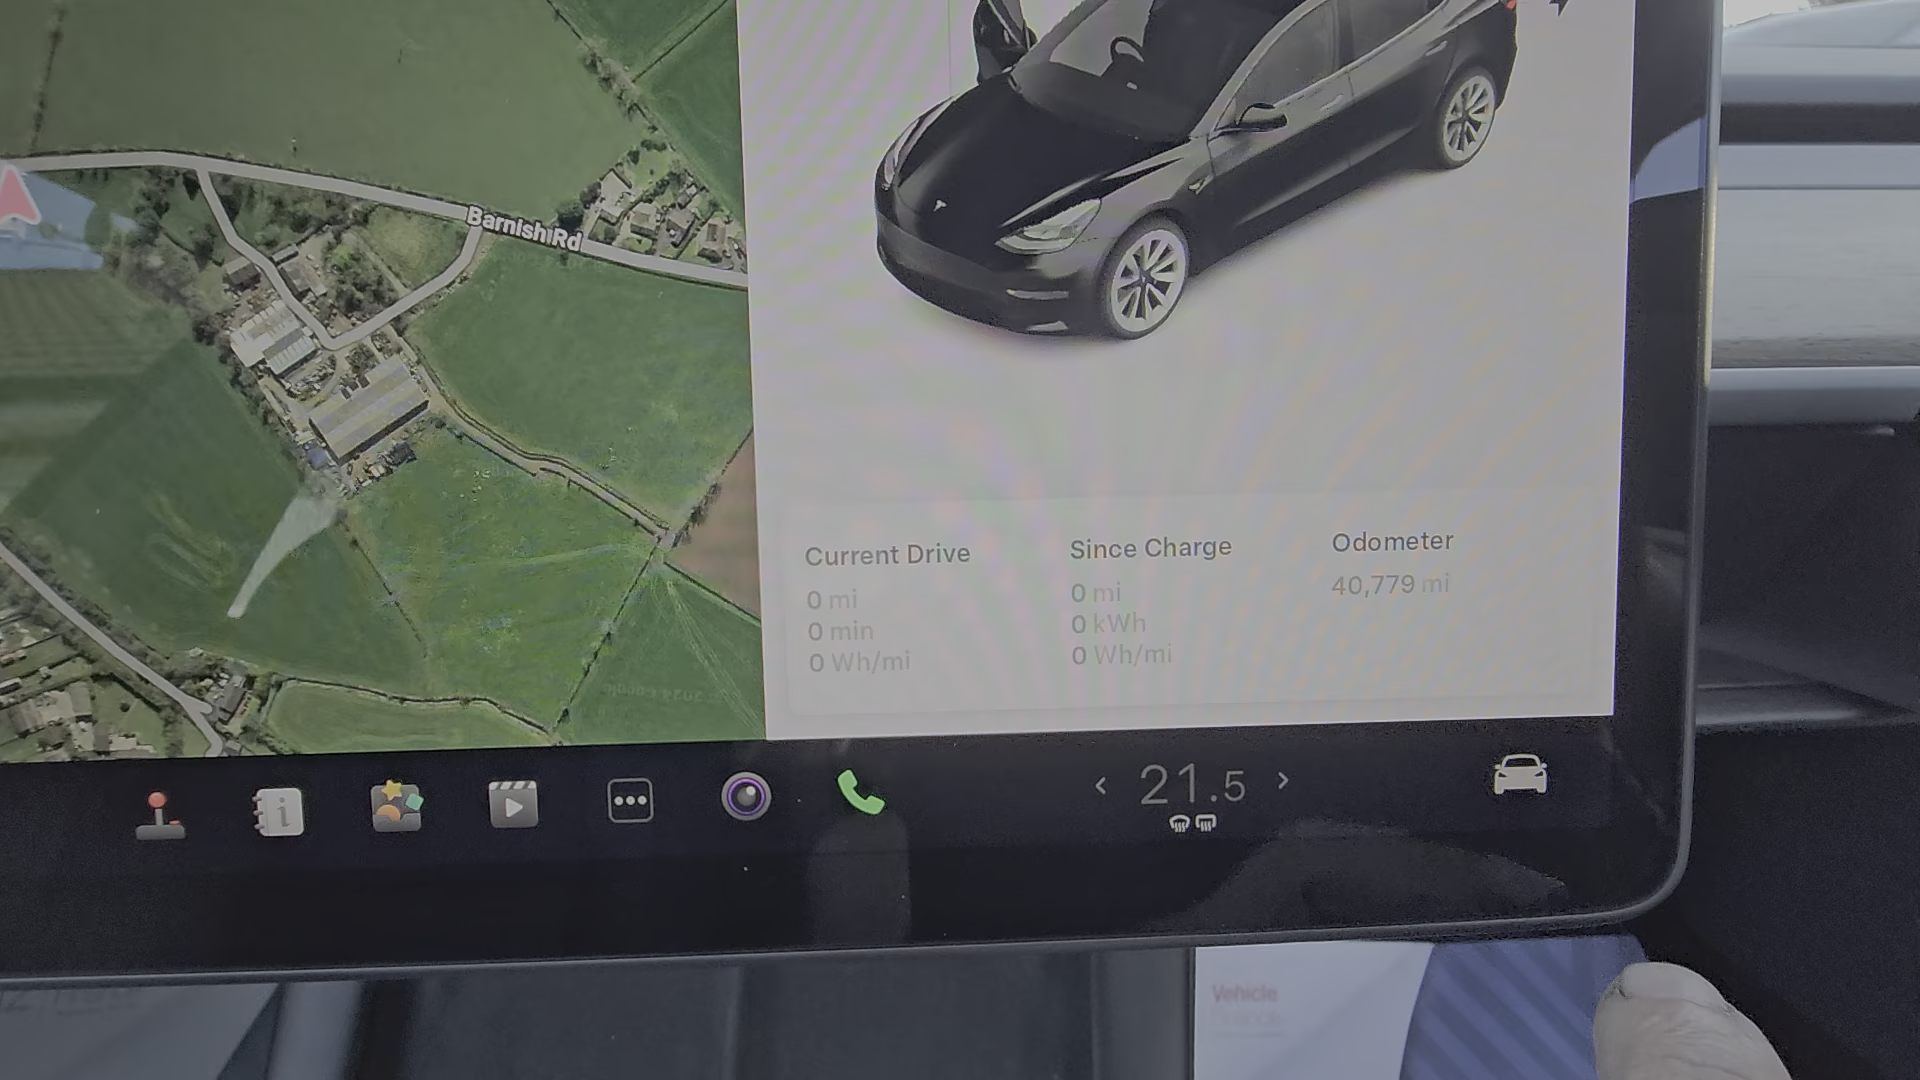 Barnish Rd
Current Drive
0 mi
0 min
0 Wh/mi
Since Charge
0 mi
0 kWh
0 Wh/mi
Odometer
40,779 mi
21.5
Vehicle